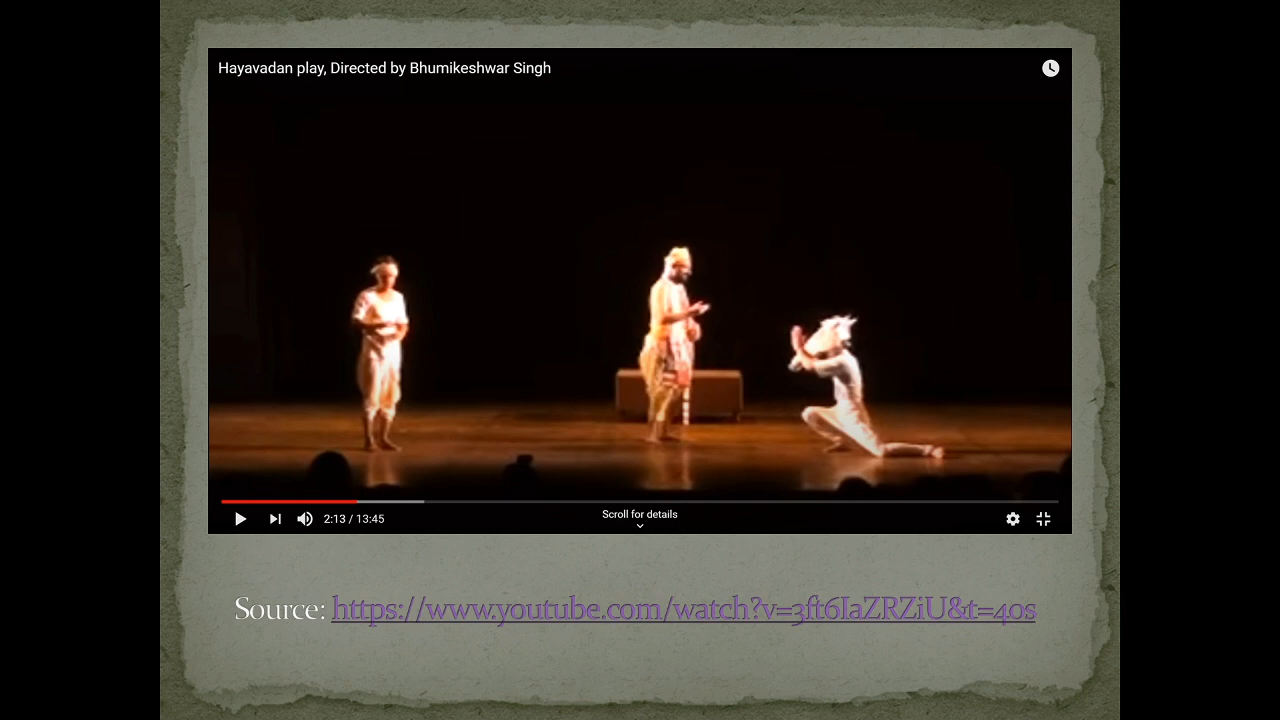 Hayavadan play, Directed by Bhumikeshwar Singh
2:13 / 13:45
Scroll for details
Source: https://www.youtube.com/watch?v=3ft6IaZRZiU&t=40s